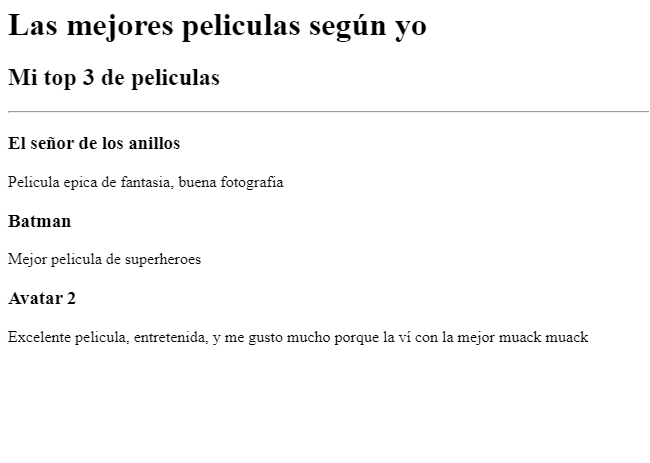 Las mejores peliculas según yo
Mi top 3 de peliculas
El señor de los anillos
Pelicula epica de fantasia, buena fotografía
Batman
Mejor pelicula de superheroes
Avatar 2
Excelente pelicula, entretenida, y me gusto mucho porque la ví con la mejor muack muack